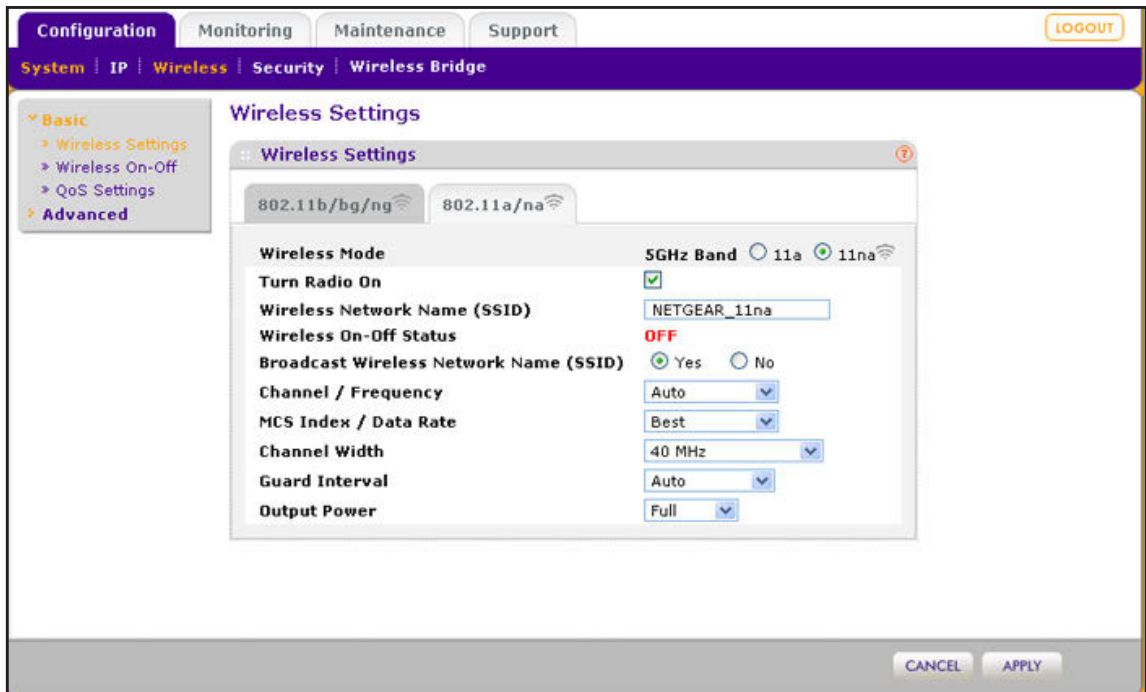 Configuration Monitoring Maintenance Support LOGOUT
System IP Wireless Security Wireless Bridge
Basic
Wireless Settings
Wireless On-Off
QoS Settings
Advanced
Wireless Settings
Wireless Settings ?
802.11b/bg/ng 802.11a/na
Wireless Mode 5GHz Band 11a 11na
Turn Radio On
Wireless Network Name (SSID) NETGEAR_11na
Wireless On-Off Status OFF
Broadcast Wireless Network Name (SSID) Yes No
Channel / Frequency Auto
MCS Index / Data Rate Best
Channel Width 40 MHz
Guard Interval Auto
Output Power Full
CANCEL APPLY